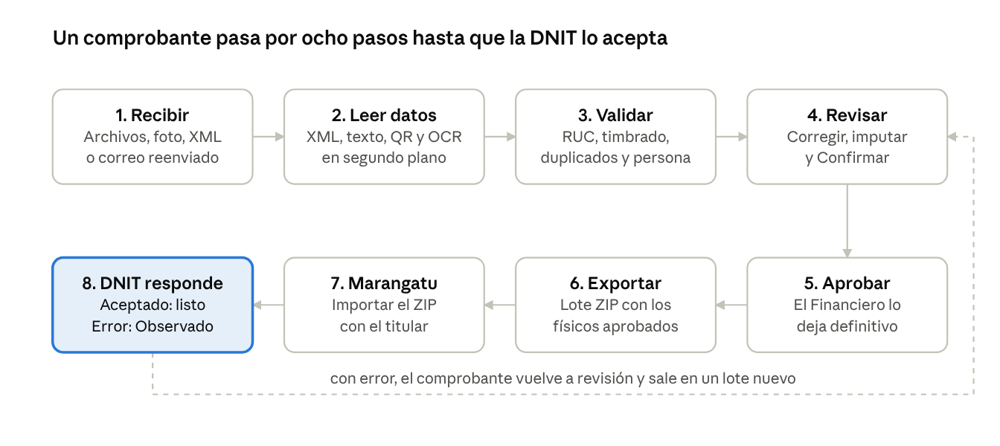 Un comprobante pasa por ocho pasos hasta que la DNIT lo acepta
1. Recibir
Archivos, foto, XML
o correo reenviado
2. Leer datos
XML, texto, QR y OCR
en segundo plano
3. Validar
RUC, timbrado,
duplicados y persona
4. Revisar
Corregir, imputar
y Confirmar
5. Aprobar
El Financiero lo
deja definitivo
6. Exportar
Lote ZIP con los
físicos aprobados
7. Marangatu
Importar el ZIP
con el titular
8. DNIT responde
Aceptado: listo
Error: Observado
con error, el comprobante vuelve a revisión y sale en un lote nuevo